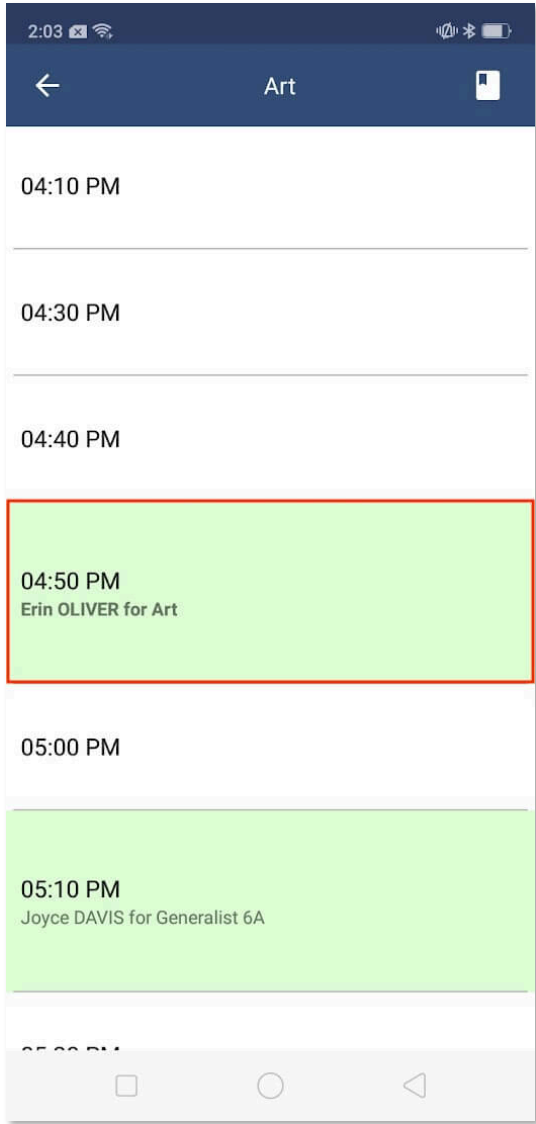 2:03
Art
04:10 PM
04:30 PM
04:40 PM
04:50 PM
Erin OLIVER for Art
05:00 PM
05:10 PM
Joyce DAVIS for Generalist 6A